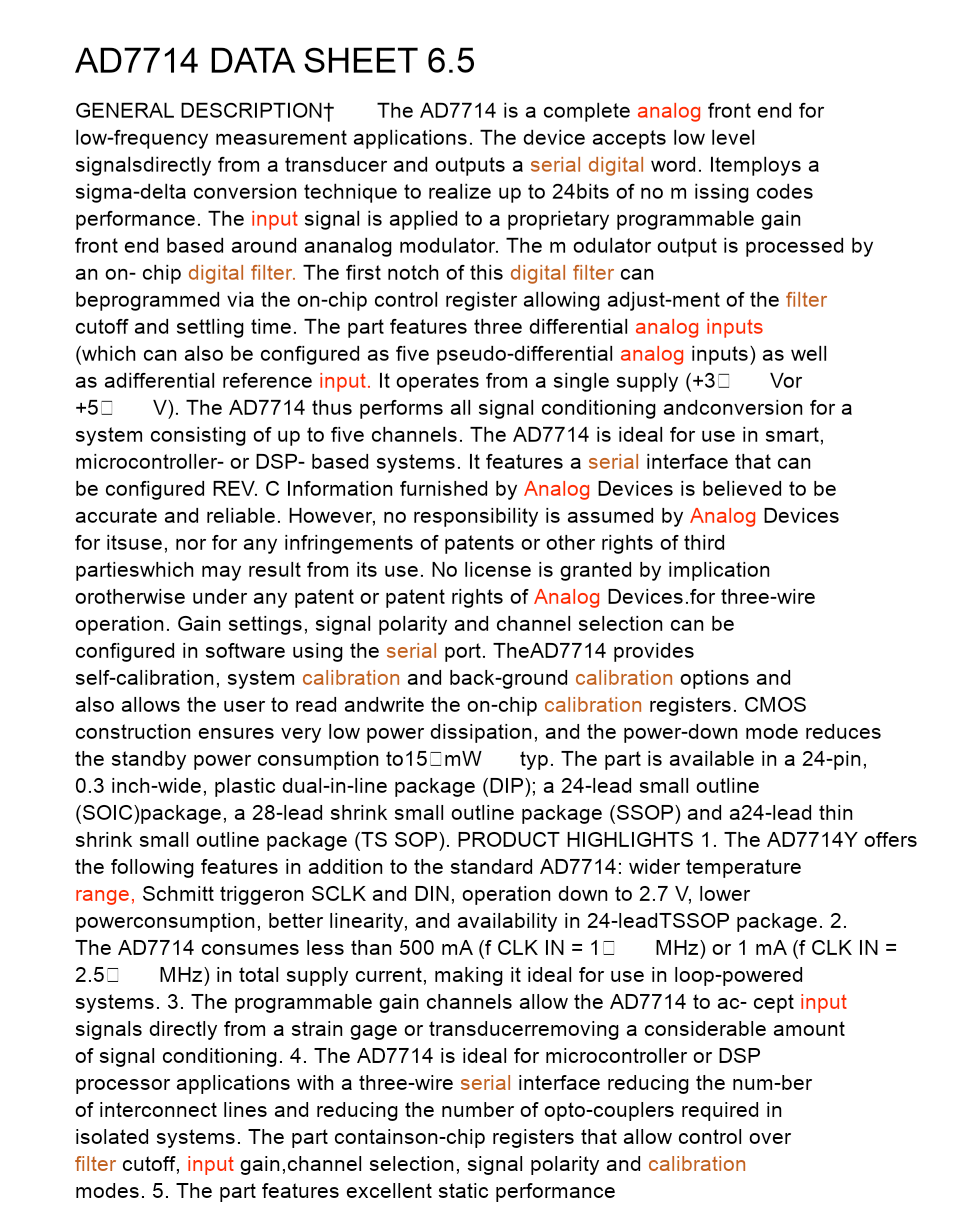 AD7714 DATA SHEET 6.5
GENERAL DESCRIPTION† The AD7714 is a complete analog front end for
low-frequency measurement applications. The device accepts low level
signalsdirectly from a transducer and outputs a serial digital word. Itemploys a
sigma-delta conversion technique to realize up to 24bits of no m issing codes
performance. The input signal is applied to a proprietary programmable gain
front end based around ananalog modulator. The m odulator output is processed by
an on- chip digital filter. The first notch of this digital filter can
beprogrammed via the on-chip control register allowing adjust-ment of the filter
cutoff and settling time. The part features three differential analog inputs
(which can also be configured as five pseudo-differential analog inputs) as well
as adifferential reference input. It operates from a single supply (+3□ Vor
+5□ V). The AD7714 thus performs all signal conditioning andconversion for a
system consisting of up to five channels. The AD7714 is ideal for use in smart,
microcontroller- or DSP- based systems. It features a serial interface that can
be configured REV. C Information furnished by Analog Devices is believed to be
accurate and reliable. However, no responsibility is assumed by Analog Devices
for itsuse, nor for any infringements of patents or other rights of third
partieswhich may result from its use. No license is granted by implication
orotherwise under any patent or patent rights of Analog Devices.for three-wire
operation. Gain settings, signal polarity and channel selection can be
configured in software using the serial port. TheAD7714 provides
self-calibration, system calibration and back-ground calibration options and
also allows the user to read andwrite the on-chip calibration registers. CMOS
construction ensures very low power dissipation, and the power-down mode reduces
the standby power consumption to15□mW typ. The part is available in a 24-pin,
0.3 inch-wide, plastic dual-in-line package (DIP); a 24-lead small outline
(SOIC)package, a 28-lead shrink small outline package (SSOP) and a24-lead thin
shrink small outline package (TS SOP). PRODUCT HIGHLIGHTS 1. The AD7714Y offers
the following features in addition to the standard AD7714: wider temperature
range, Schmitt triggeron SCLK and DIN, operation down to 2.7 V, lower
powerconsumption, better linearity, and availability in 24-leadTSSOP package. 2.
The AD7714 consumes less than 500 mA (f CLK IN = 1□ MHz) or 1 mA (f CLK IN =
2.5□ MHz) in total supply current, making it ideal for use in loop-powered
systems. 3. The programmable gain channels allow the AD7714 to ac- cept input
signals directly from a strain gage or transducerremoving a considerable amount
of signal conditioning. 4. The AD7714 is ideal for microcontroller or DSP
processor applications with a three-wire serial interface reducing the num-ber
of interconnect lines and reducing the number of opto-couplers required in
isolated systems. The part containson-chip registers that allow control over
filter cutoff, input gain,channel selection, signal polarity and calibration
modes. 5. The part features excellent static performance